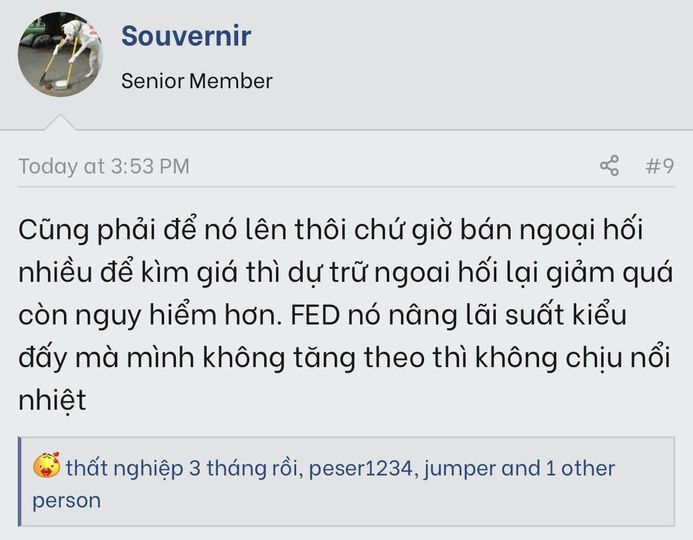 Souvernir
Senior Member
Today at 3:53 PM
#9
Cũng phải để nó lên thôi chứ giờ bán ngoại hối
nhiều để kìm giá thì dự trữ ngoai hối lại giảm quá
còn nguy hiểm hơn. FED nó nâng lãi suất kiểu
đấy mà mình không tăng theo thì không chịu nổi
nhiệt
thất nghiệp 3 tháng rồi, peser1234, jumper and 1 other
person